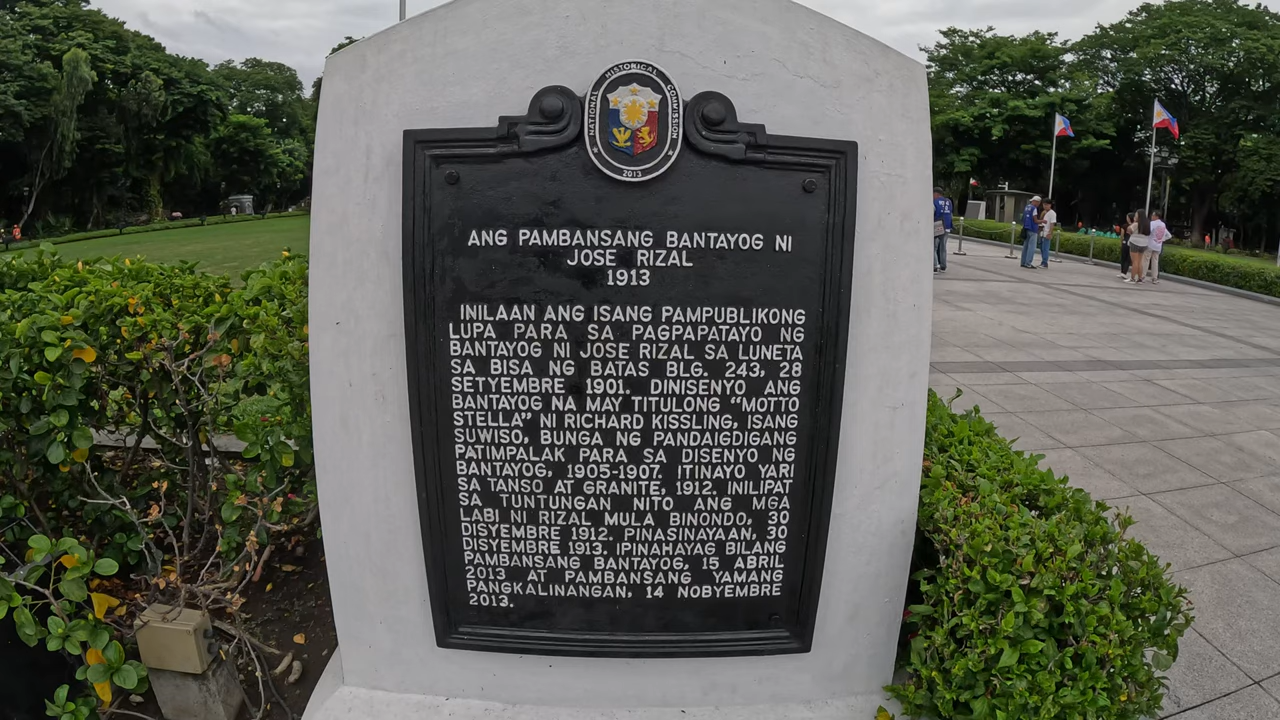 NATIONAL HISTORICAL COMMISSION
2013
ANG PAMBANSANG BANTAYOG NI
JOSE RIZAL
1913
INILAAN ANG ISANG PAMPUBLIKONG
LUPA PARA SA PAGPAPATAYO NG
BANTAYOG NI JOSE RIZAL SA LUNETA
SA BISA NG BATAS BLG. 243, 28
SETYEMBRE 1901. DINISENYO ANG
BANTAYOG NA MAY TITULONG “MOTTO
STELLA” NI RICHARD KISSLING, ISANG
SUWISO, BUNGA NG PANDAIGDIGANG
PATIMPALAK PARA SA DISENYO NG
BANTAYOG, 1905-1907. ITINAYO YARI
SA TANSO AT GRANITE, 1912. INILIPAT
SA TUNTUNGAN NITO ANG MGA
LABI NI RIZAL MULA BINONDO, 30
DISYEMBRE 1912. PINASINAYAAN, 30
DISYEMBRE 1913. IPINAHAYAG BILANG
PAMBANSANG BANTAYOG, 15 ABRIL
2013 AT PAMBANSANG YAMANG
PANGKALINANGAN, 14 NOBYEMBRE
2013.